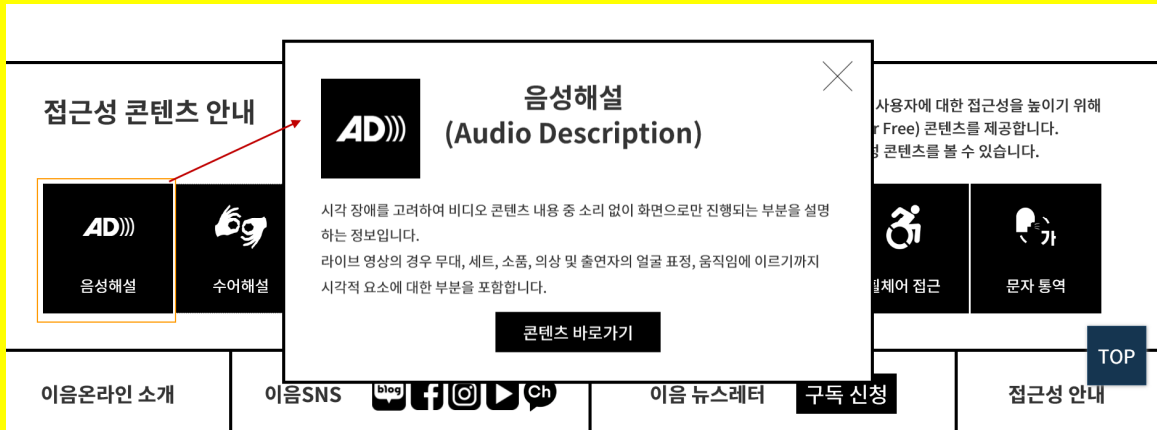 접근성 콘텐츠 안내
AD
음성해설
(Audio Description)
시각 장애를 고려하여 비디오 콘텐츠 내용 중 소리 없이 화면으로만 진행되는 부분을 설명
하는 정보입니다.
라이브 영상의 경우 무대, 세트, 소품, 의상 및 출연자의 얼굴 표정, 움직임에 이르기까지
시각적 요소에 대한 부분을 포함합니다.
콘텐츠 바로가기
사용자에 대한 접근성을 높이기 위해
Free) 콘텐츠를 제공합니다.
콘텐츠를 볼 수 있습니다.
AD
음성해설
수어해설
접근
가
문자 통역
TOP
이음온라인 소개
이음SNS
blog
f
Ch
이음 뉴스레터
구독 신청
접근성 안내